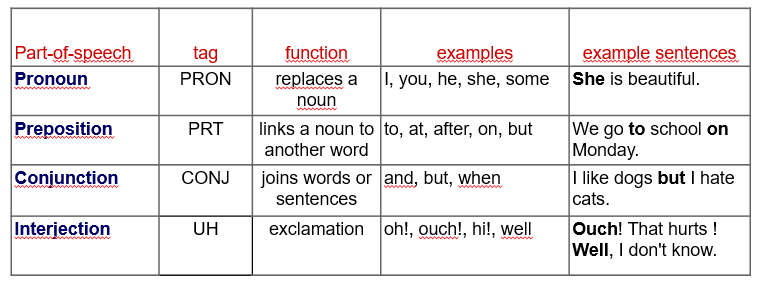 Part-of-speech tag function examples example sentences
Pronoun PRON replaces a noun I, you, he, she, some She is beautiful.
Preposition PRT links a noun to another word to, at, after, on, but We go to school on Monday.
Conjunction CONJ joins words or sentences and, but, when I like dogs but I hate cats.
Interjection UH exclamation oh!, ouch!, hi!, well Ouch! That hurts !
Well, I don't know.